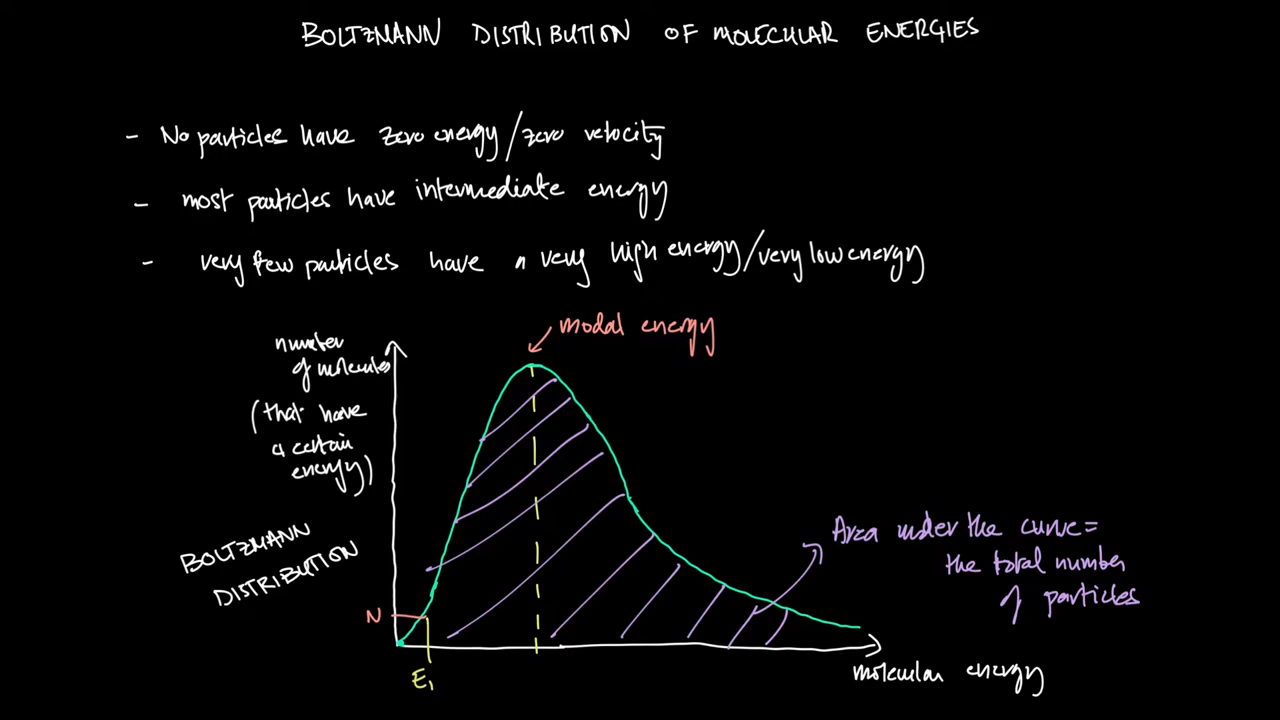 BOLTZMANN DISTRIBUTION OF MOLECULAR ENERGIES
- No particles have zero energy/zero velocity
- most particles have intermediate energy
- very few particles have a very high energy/very low energy
modal energy
number
of molecules
(that have
a certain
energy)
BOLTZMANN
DISTRIBUTION
Area under the curve =
the total number
of particles
N
E₁
molecular energy